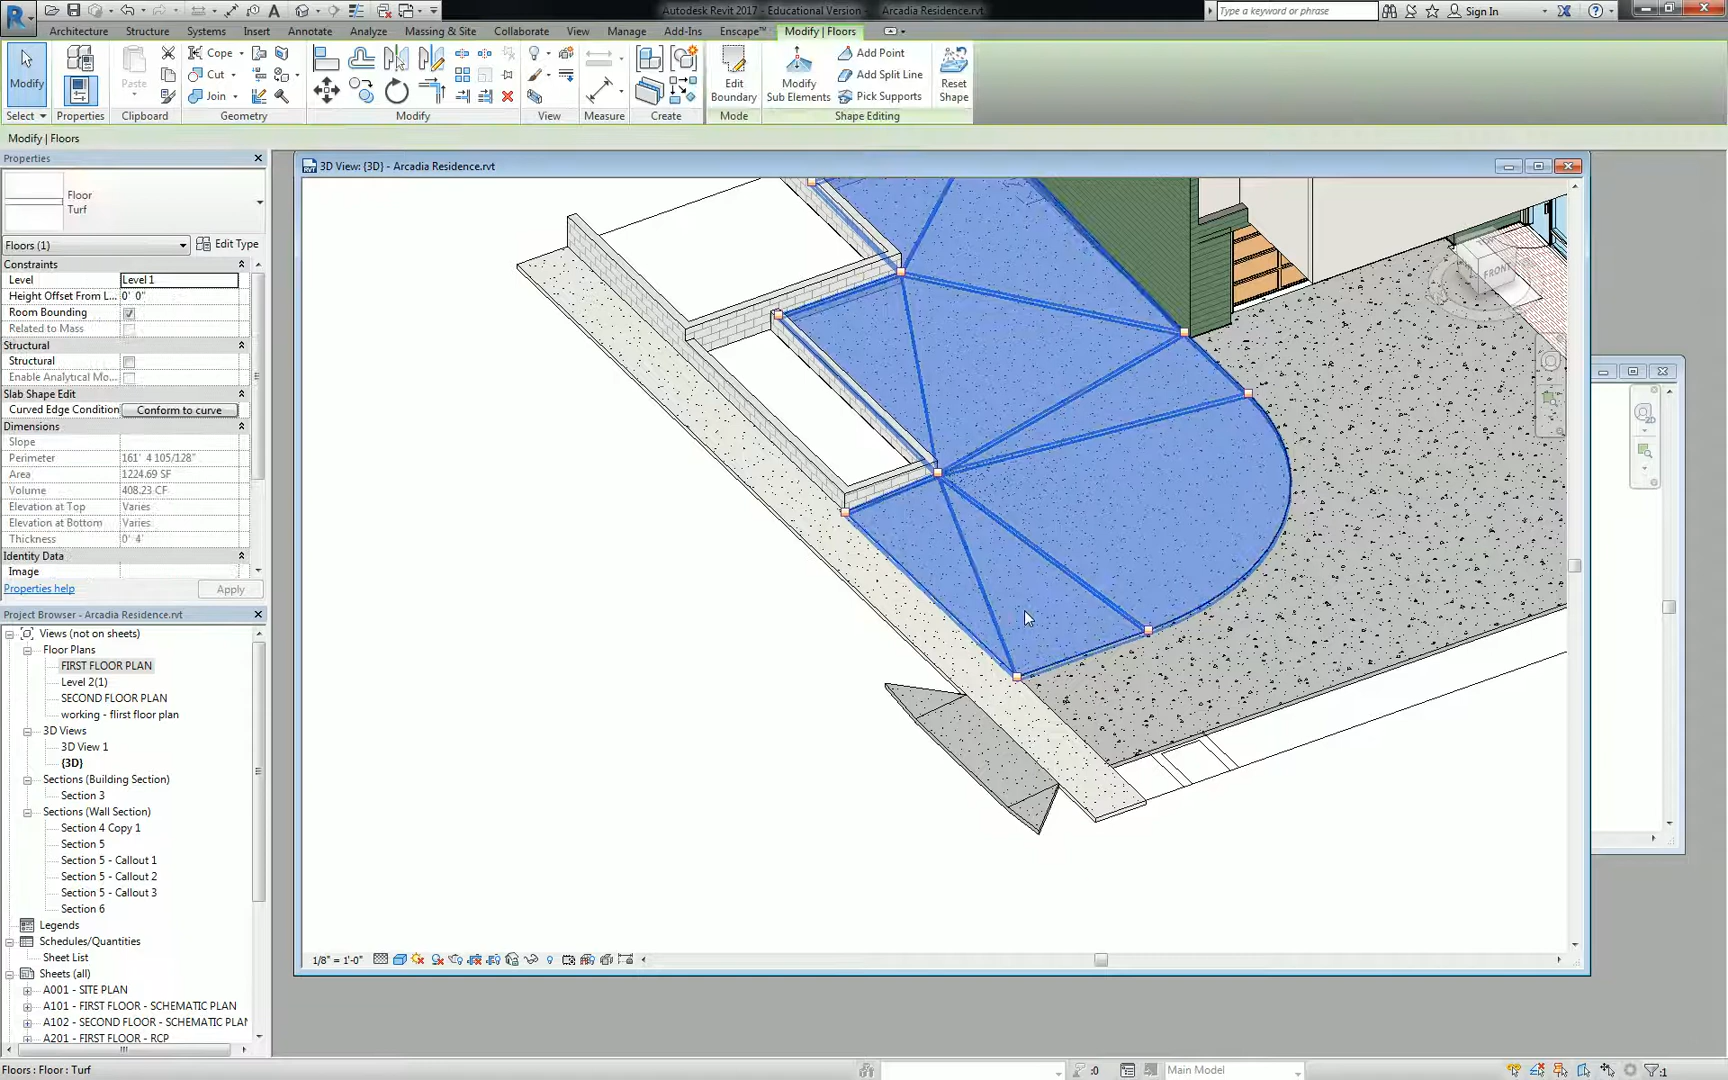 Autodesk Revit 2017 - Educational Version - Arcadia Residence.rvt
Type a keyword or phrase
Sign In
Architecture Structure Systems Insert Annotate Analyze Massing & Site Collaborate View Manage Add-Ins Enscape™ Modify | Floors
Modify
Paste
Cope
Cut
Join
Edit Boundary
Modify Sub Elements
Add Point
Add Split Line
Pick Supports
Reset Shape
Select Properties Clipboard Geometry Modify View Measure Create Mode Shape Editing
Modify | Floors
Properties
Floor
Turf
Floors (1)
Edit Type
Constraints
Level Level 1
Height Offset From L... 0' 0"
Room Bounding
Related to Mass
Structural
Structural
Enable Analytical Mo...
Slab Shape Edit
Curved Edge Condition Conform to curve
Dimensions
Slope
Perimeter 161' 4 105/128"
Area 1224.69 SF
Volume 408.23 CF
Elevation at Top Varies
Elevation at Bottom Varies
Thickness 0' 4"
Identity Data
Image
Properties help
Apply
Project Browser - Arcadia Residence.rvt
Views (not on sheets)
Floor Plans
FIRST FLOOR PLAN
Level 2(1)
SECOND FLOOR PLAN
working - flirst floor plan
3D Views
3D View 1
{3D}
Sections (Building Section)
Section 3
Sections (Wall Section)
Section 4 Copy 1
Section 5
Section 5 - Callout 1
Section 5 - Callout 2
Section 5 - Callout 3
Section 6
Legends
Schedules/Quantities
Sheet List
Sheets (all)
A001 - SITE PLAN
A101 - FIRST FLOOR - SCHEMATIC PLAN
A102 - SECOND FLOOR - SCHEMATIC PLAN
A201 - FIRST FLOOR - RCP
3D View: {3D} - Arcadia Residence.rvt
FRONT
1/8" = 1'-0"
Floors : Floor : Turf
:0
Main Model
:1